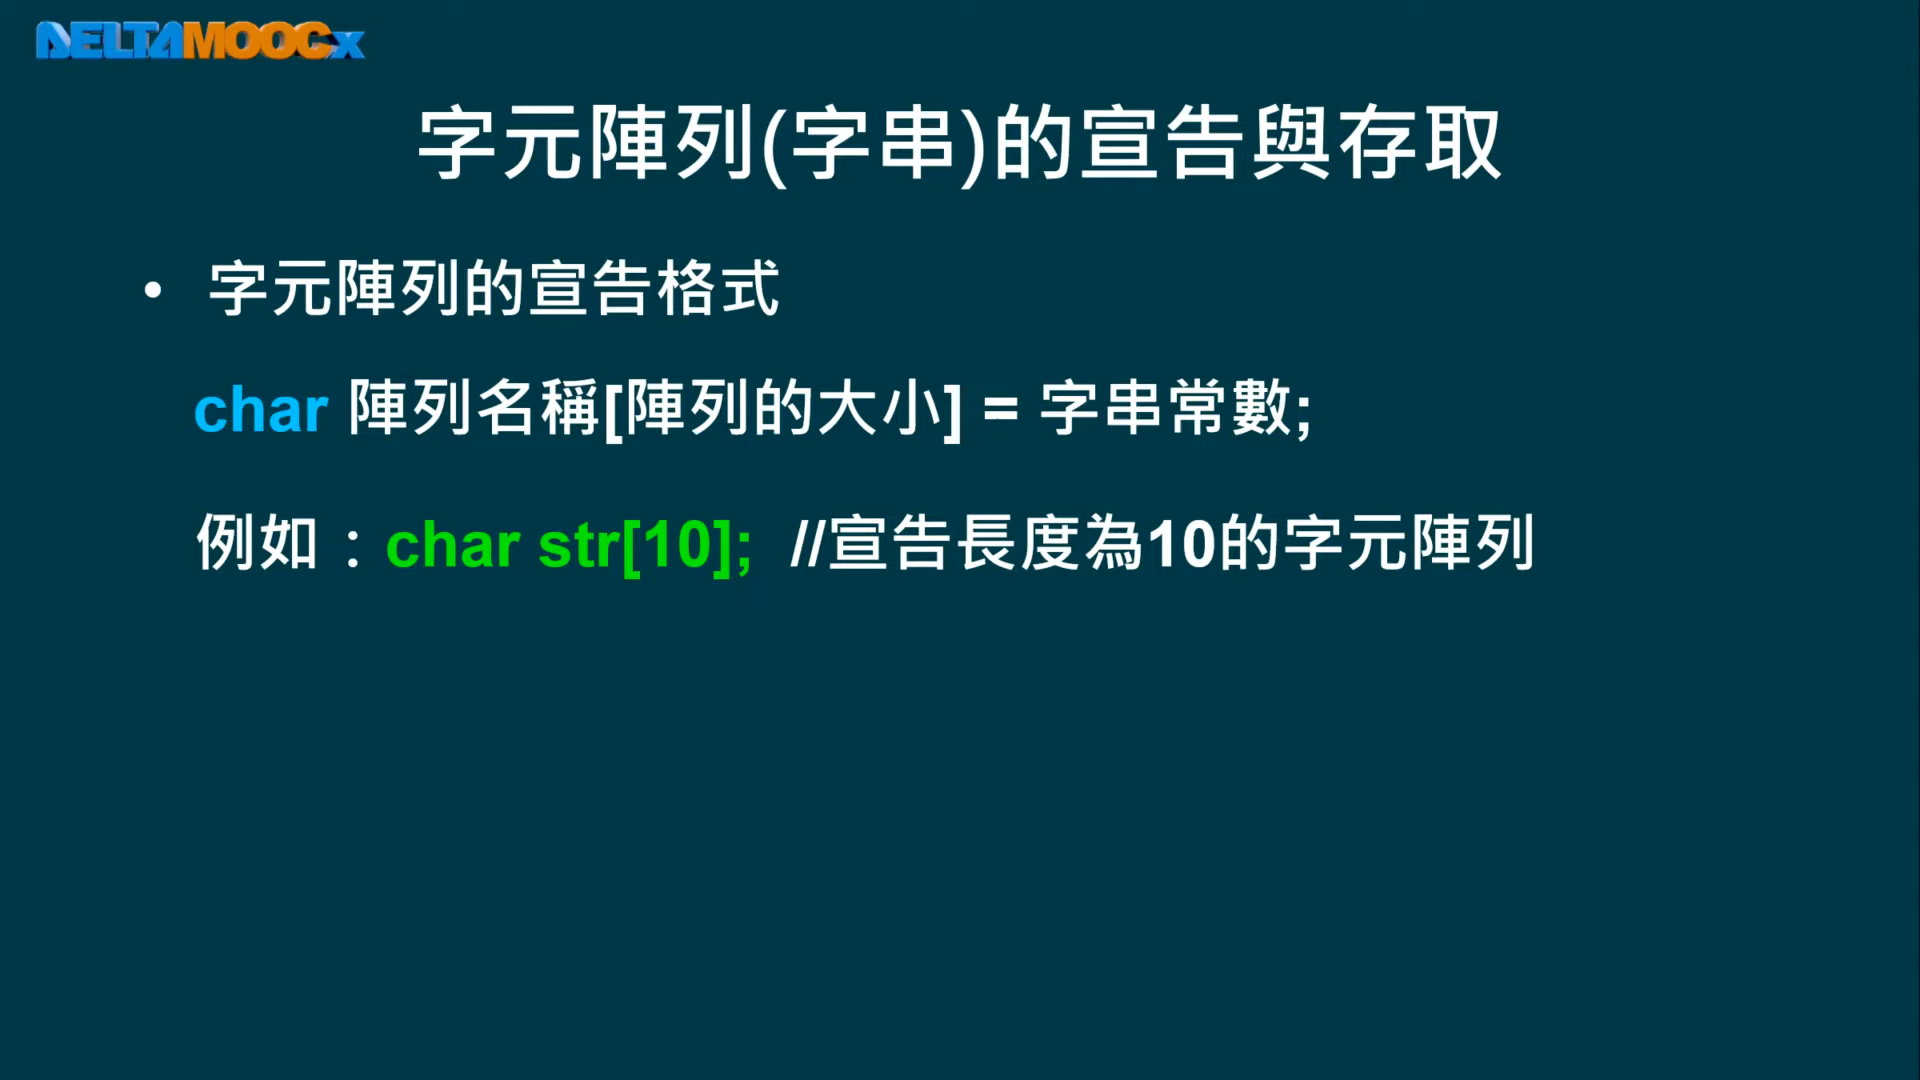 DELTAMOOCx
字元陣列(字串)的宣告與存取
• 字元陣列的宣告格式
char 陣列名稱[陣列的大小] = 字串常數;
例如：char str[10]; //宣告長度為10的字元陣列